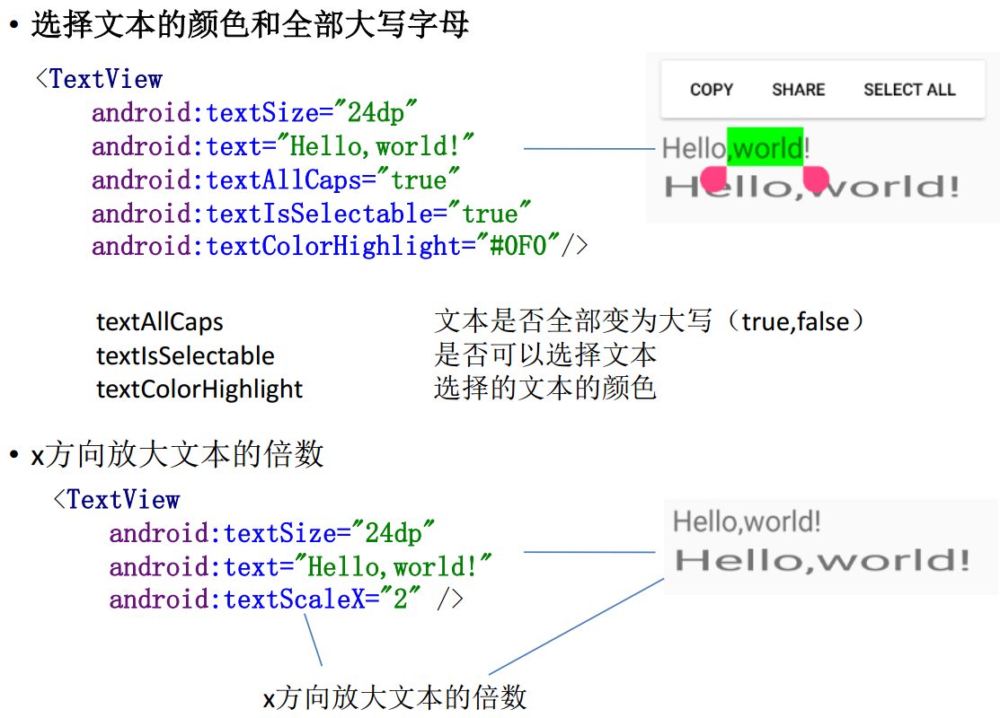 • 选择文本的颜色和全部大写字母
<TextView
android:textSize="24dp"
android:text="Hello,world!"
android:textAllCaps="true"
android:textIsSelectable="true"
android:textColorHighlight="#0F0"/>
COPY SHARE SELECT ALL
Hello,world!
Hello,world!
textAllCaps 文本是否全部变为大写（true,false）
textIsSelectable 是否可以选择文本
textColorHighlight 选择的文本的颜色
• x方向放大文本的倍数
<TextView
android:textSize="24dp"
android:text="Hello,world!"
android:textScaleX="2" />
Hello,world!
Hello,world!
x方向放大文本的倍数